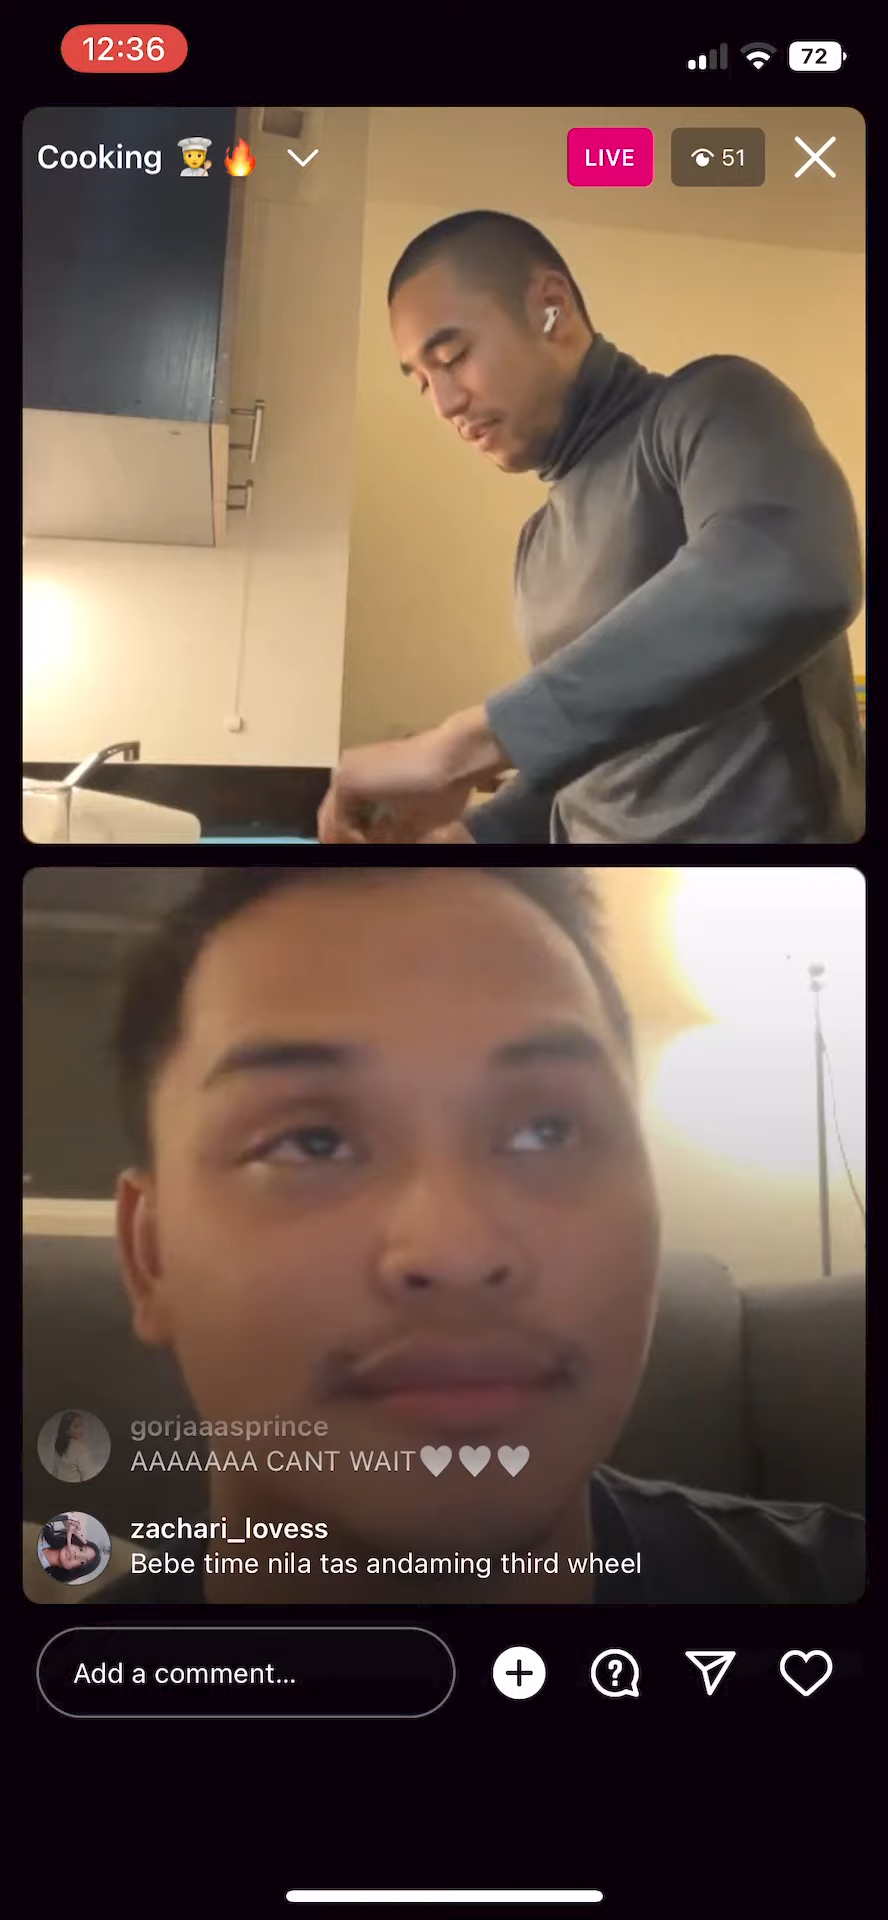 12:36
72
Cooking 🧑‍🍳🔥
LIVE
51
gorjaaasprince
AAAAAAA CANT WAIT🤍🤍🤍
zachari_lovess
Bebe time nila tas andaming third wheel
Add a comment...